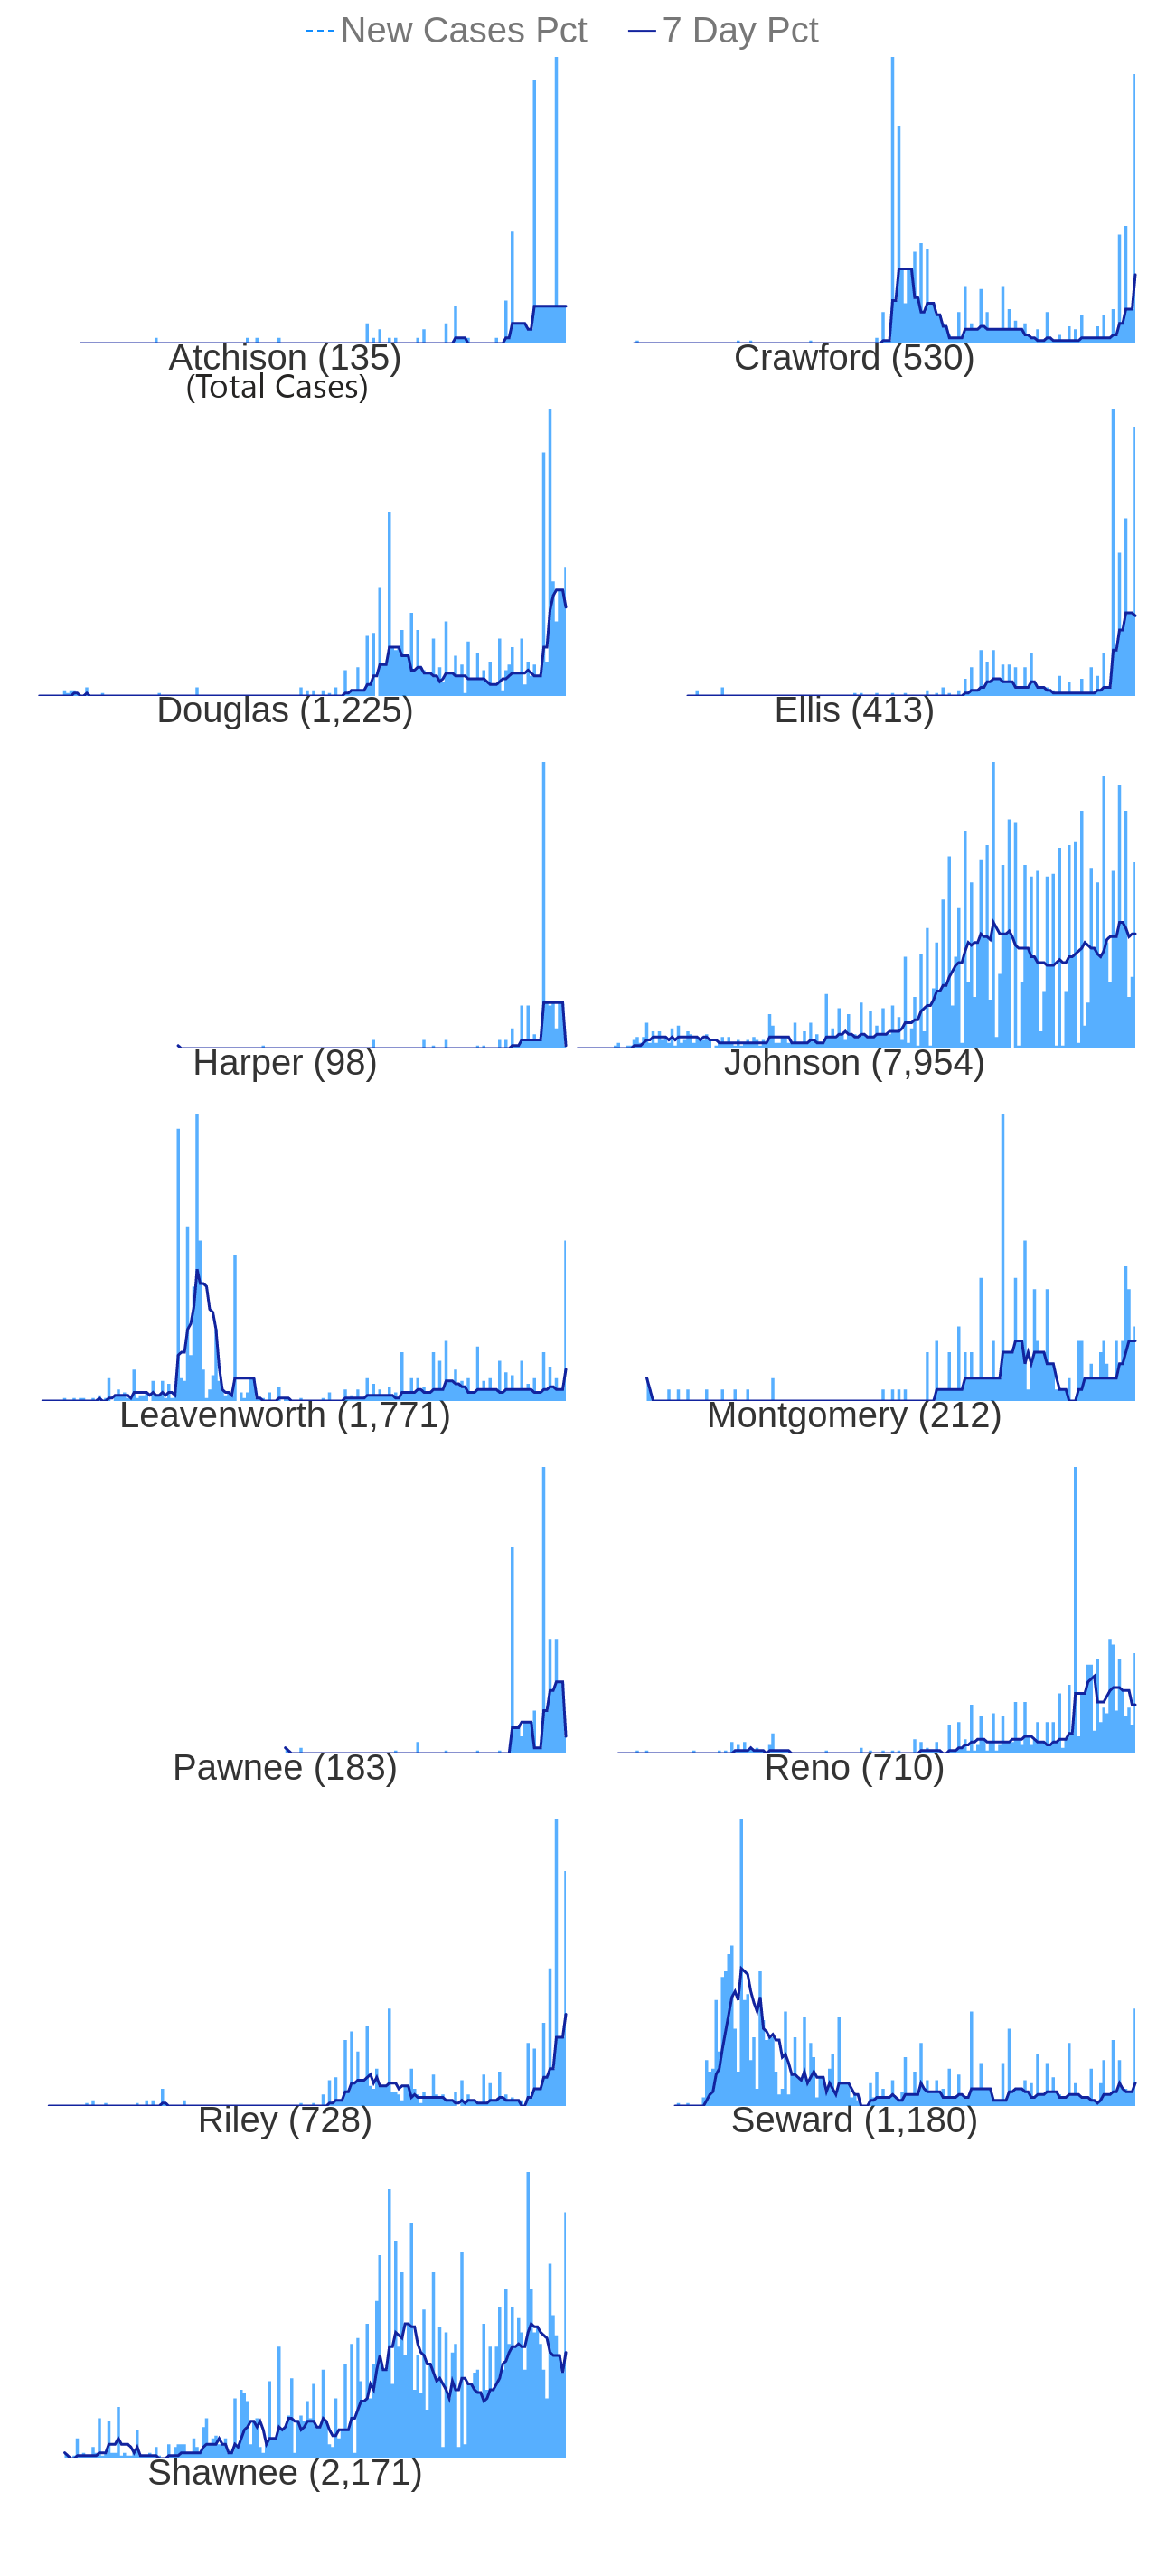 New Cases Pct 7 Day Pct
Atchison (135) Crawford (530)
(Total Cases)
Douglas (1,225) Ellis (413)
Harper (98) Johnson (7,954)
Leavenworth (1,771) Montgomery (212)
Pawnee (183) Reno (710)
Riley (728) Seward (1,180)
Shawnee (2,171)